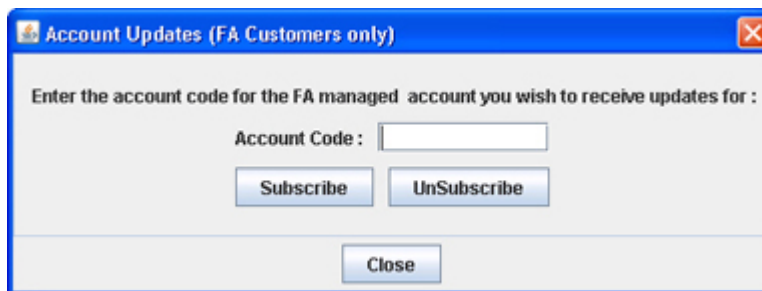 Account Updates (FA Customers only)
Enter the account code for the FA managed account you wish to receive updates for :
Account Code :
Subscribe UnSubscribe
Close